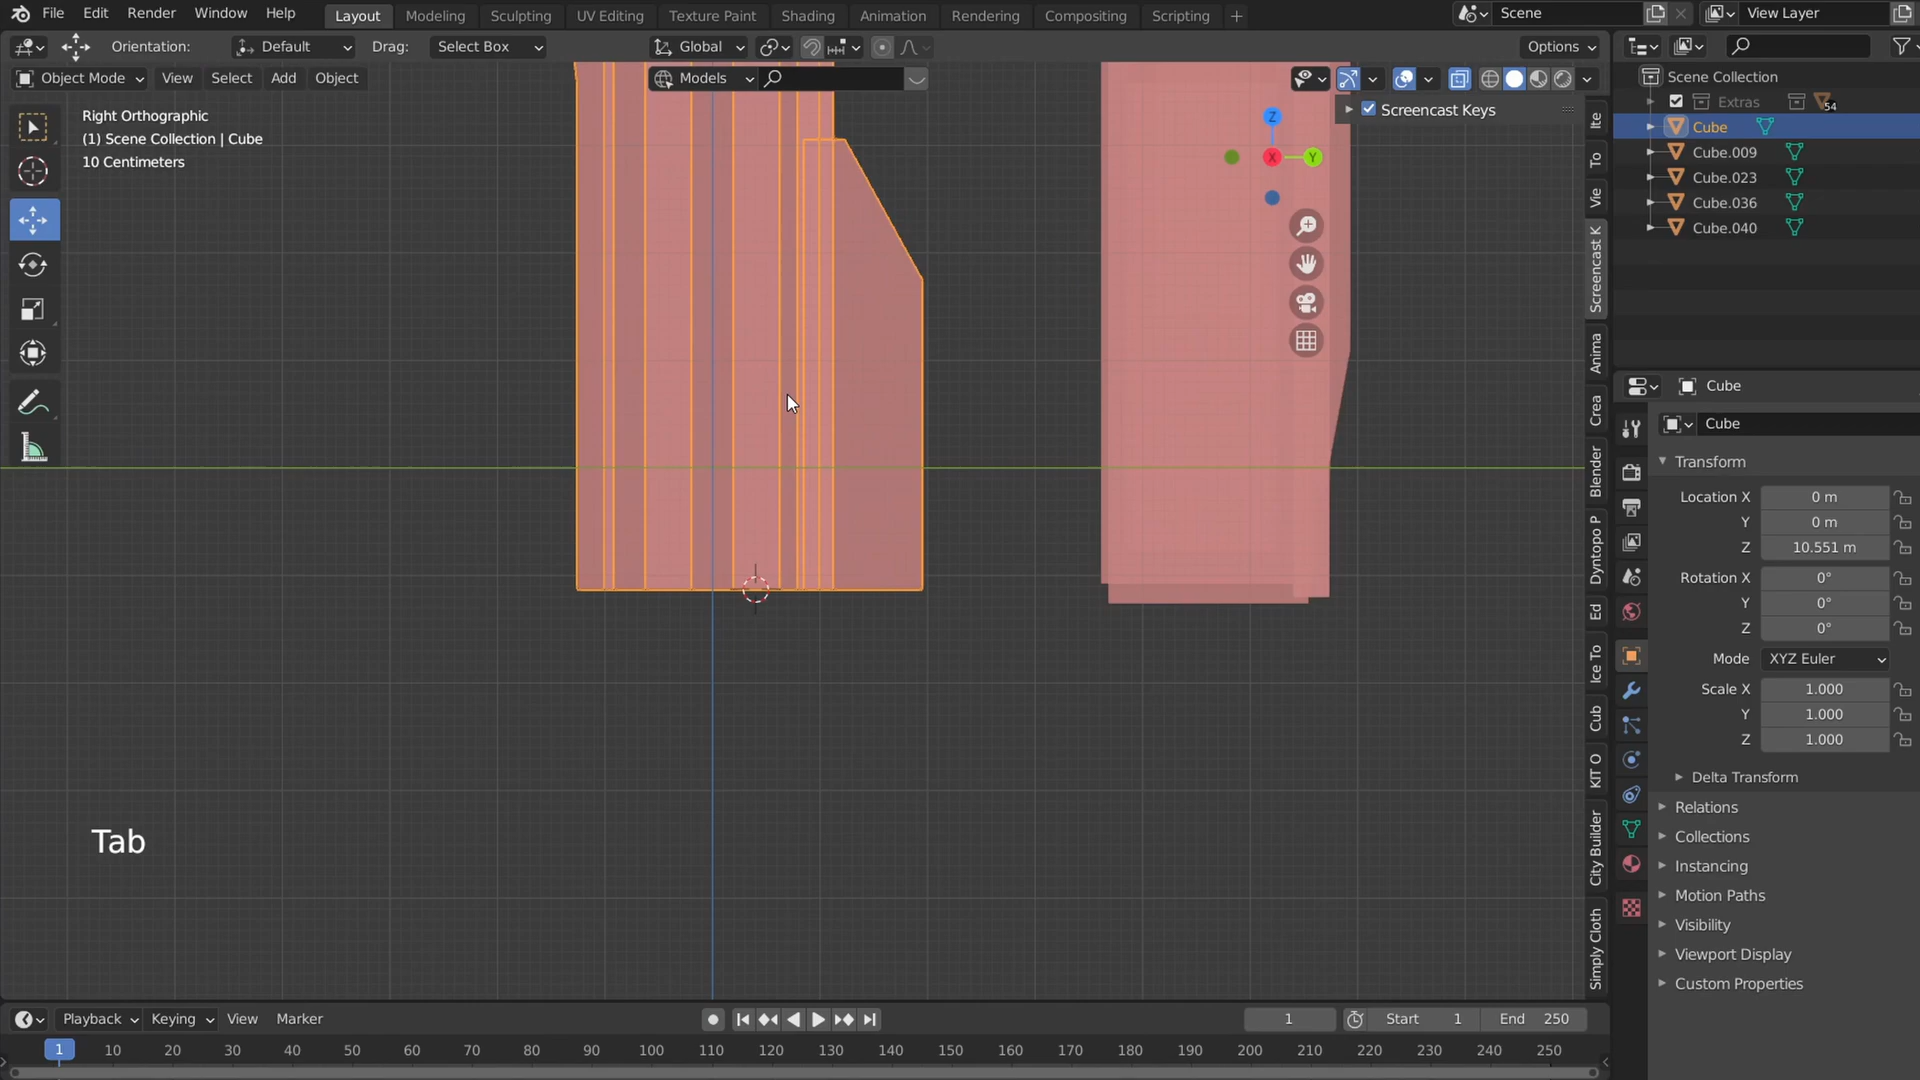 File Edit Render Window Help Layout Modeling Sculpting UV Editing Texture Paint Shading Animation Rendering Compositing Scripting + Scene View Layer
Orientation: Default Drag: Select Box Global Options
Object Mode View Select Add Object Models
Right Orthographic
(1) Scene Collection | Cube
10 Centimeters
Screencast Keys
Z
X
Y
Tab
Ite
To
Vie
Screencast K
Anima
Crea
Blender
Dyntopo P
Ed
Ice To
Cub
KIT O
City Builder
Simply Cloth
Scene Collection
Extras 54
Cube
Cube.009
Cube.023
Cube.036
Cube.040
Cube
Cube
Transform
Location X 0 m
Y 0 m
Z 10.551 m
Rotation X 0°
Y 0°
Z 0°
Mode XYZ Euler
Scale X 1.000
Y 1.000
Z 1.000
Delta Transform
Relations
Collections
Instancing
Motion Paths
Visibility
Viewport Display
Custom Properties
Playback Keying View Marker 1 Start 1 End 250
1 10 20 30 40 50 60 70 80 90 100 110 120 130 140 150 160 170 180 190 200 210 220 230 240 250